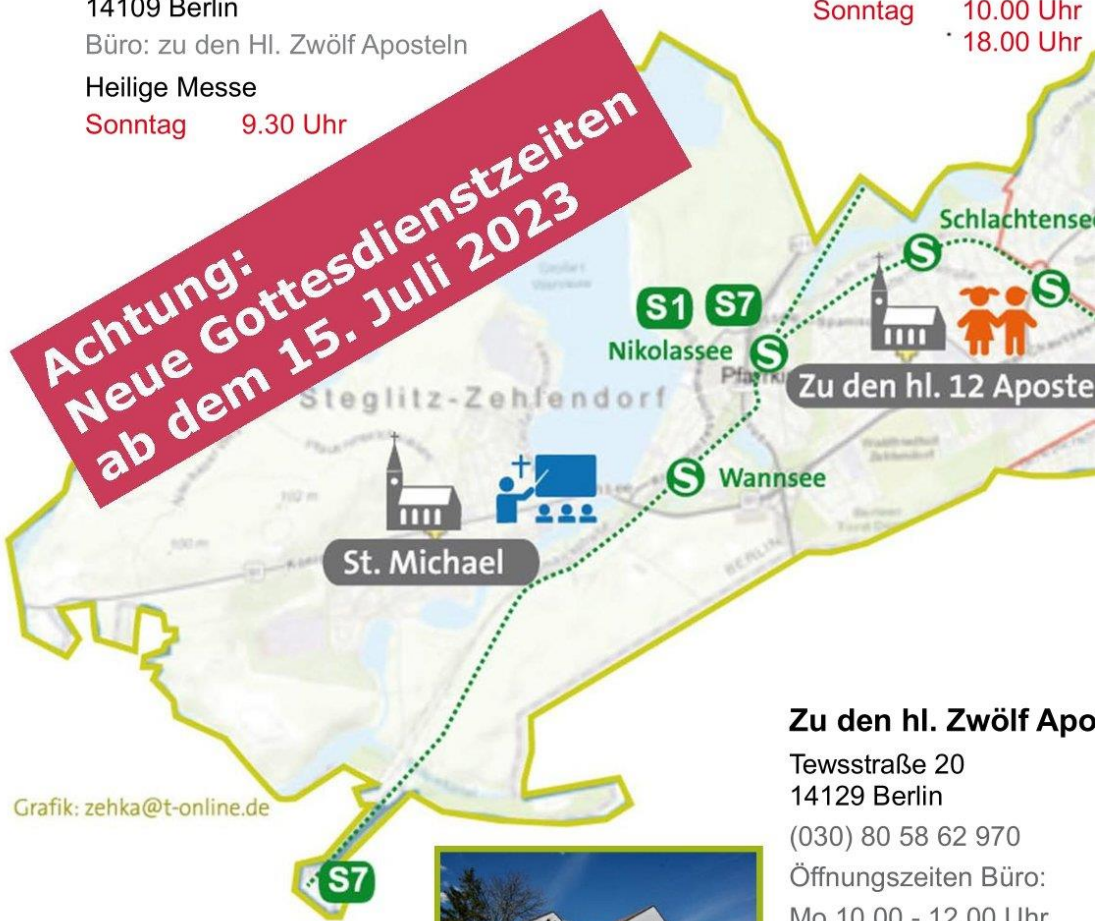 14109 Berlin
Büro: zu den Hl. Zwölf Aposteln
Heilige Messe
Sonntag 9.30 Uhr
Sonntag 10.00 Uhr
18.00 Uhr
Achtung:
Neue Gottesdienstzeiten
ab dem 15. Juli 2023
Schlachtensee
S
S
S1 S7
Nikolassee S
Zu den hl. 12 Aposte
Steglitz-Zehlendorf
S Wannsee
St. Michael
BERLIN
102 m
100 m
Grafik: zehka@t-online.de
S7
Zu den hl. Zwölf Apo
Tewsstraße 20
14129 Berlin
(030) 80 58 62 970
Öffnungszeiten Büro:
Mo 10.00 - 12.00 Uhr